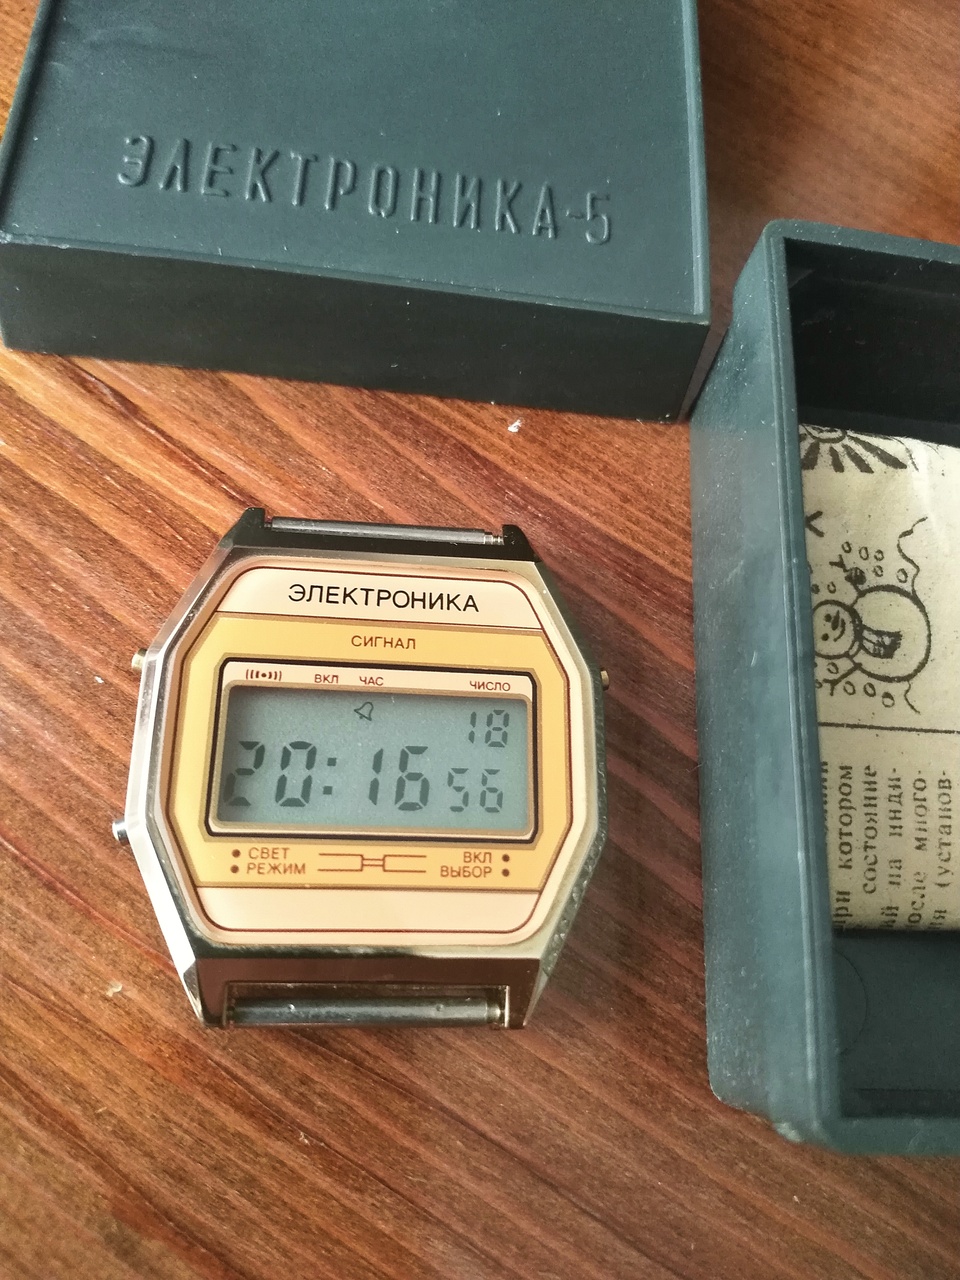 ЭЛЕКТРОНИКА-5
ЭЛЕКТРОНИКА
СИГНАЛ
ВКЛ ЧАС ЧИСЛО
18
20:16 56
СВЕТ ВКЛ
РЕЖИМ ВЫБОР
при котором
состояние
на инди-
после много-
(установ-